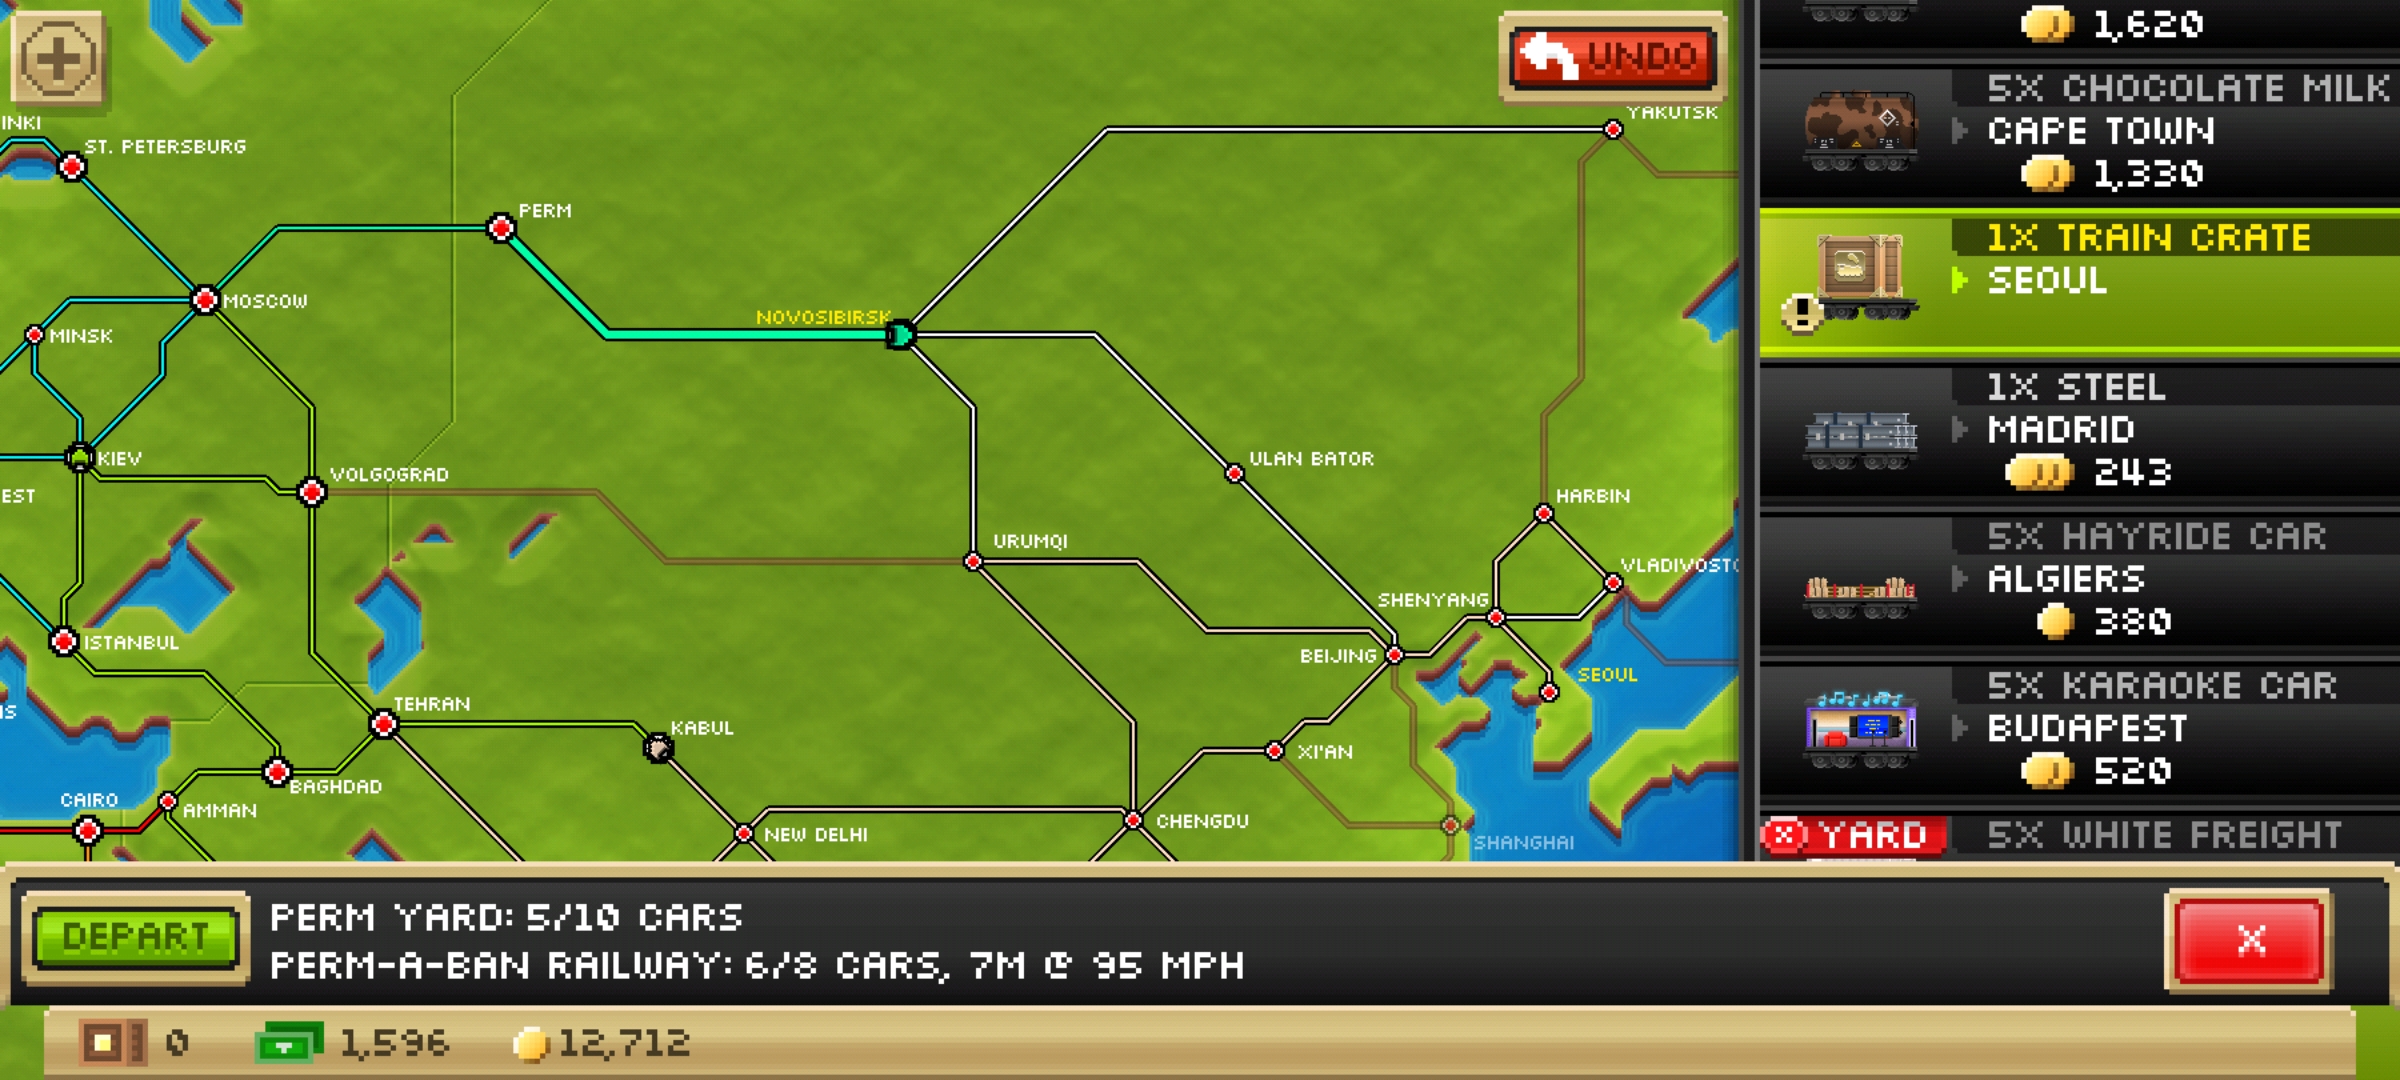 UNDO
YAKUTSK
INKI
ST. PETERSBURG
PERM
MOSCOW
NOVOSIBIRSK
MINSK
KIEV
EST
VOLGOGRAD
ULAN BATOR
HARBIN
URUMQI
VLADIVOSTO
SHENYANG
ISTANBUL
BEIJING
SEOUL
TEHRAN
KABUL
XI'AN
BAGHDAD
CAIRO
AMMAN
NEW DELHI
CHENGDU
SHANGHAI
1,620
5X CHOCOLATE MILK
CAPE TOWN
1,330
1X TRAIN CRATE
SEOUL
1X STEEL
MADRID
243
5X HAYRIDE CAR
ALGIERS
380
5X KARAOKE CAR
BUDAPEST
520
YARD
5X WHITE FREIGHT
DEPART
PERM YARD: 5/10 CARS
PERM-A-BAN RAILWAY: 6/8 CARS, 7M @ 95 MPH
X
0
1,596
12,712